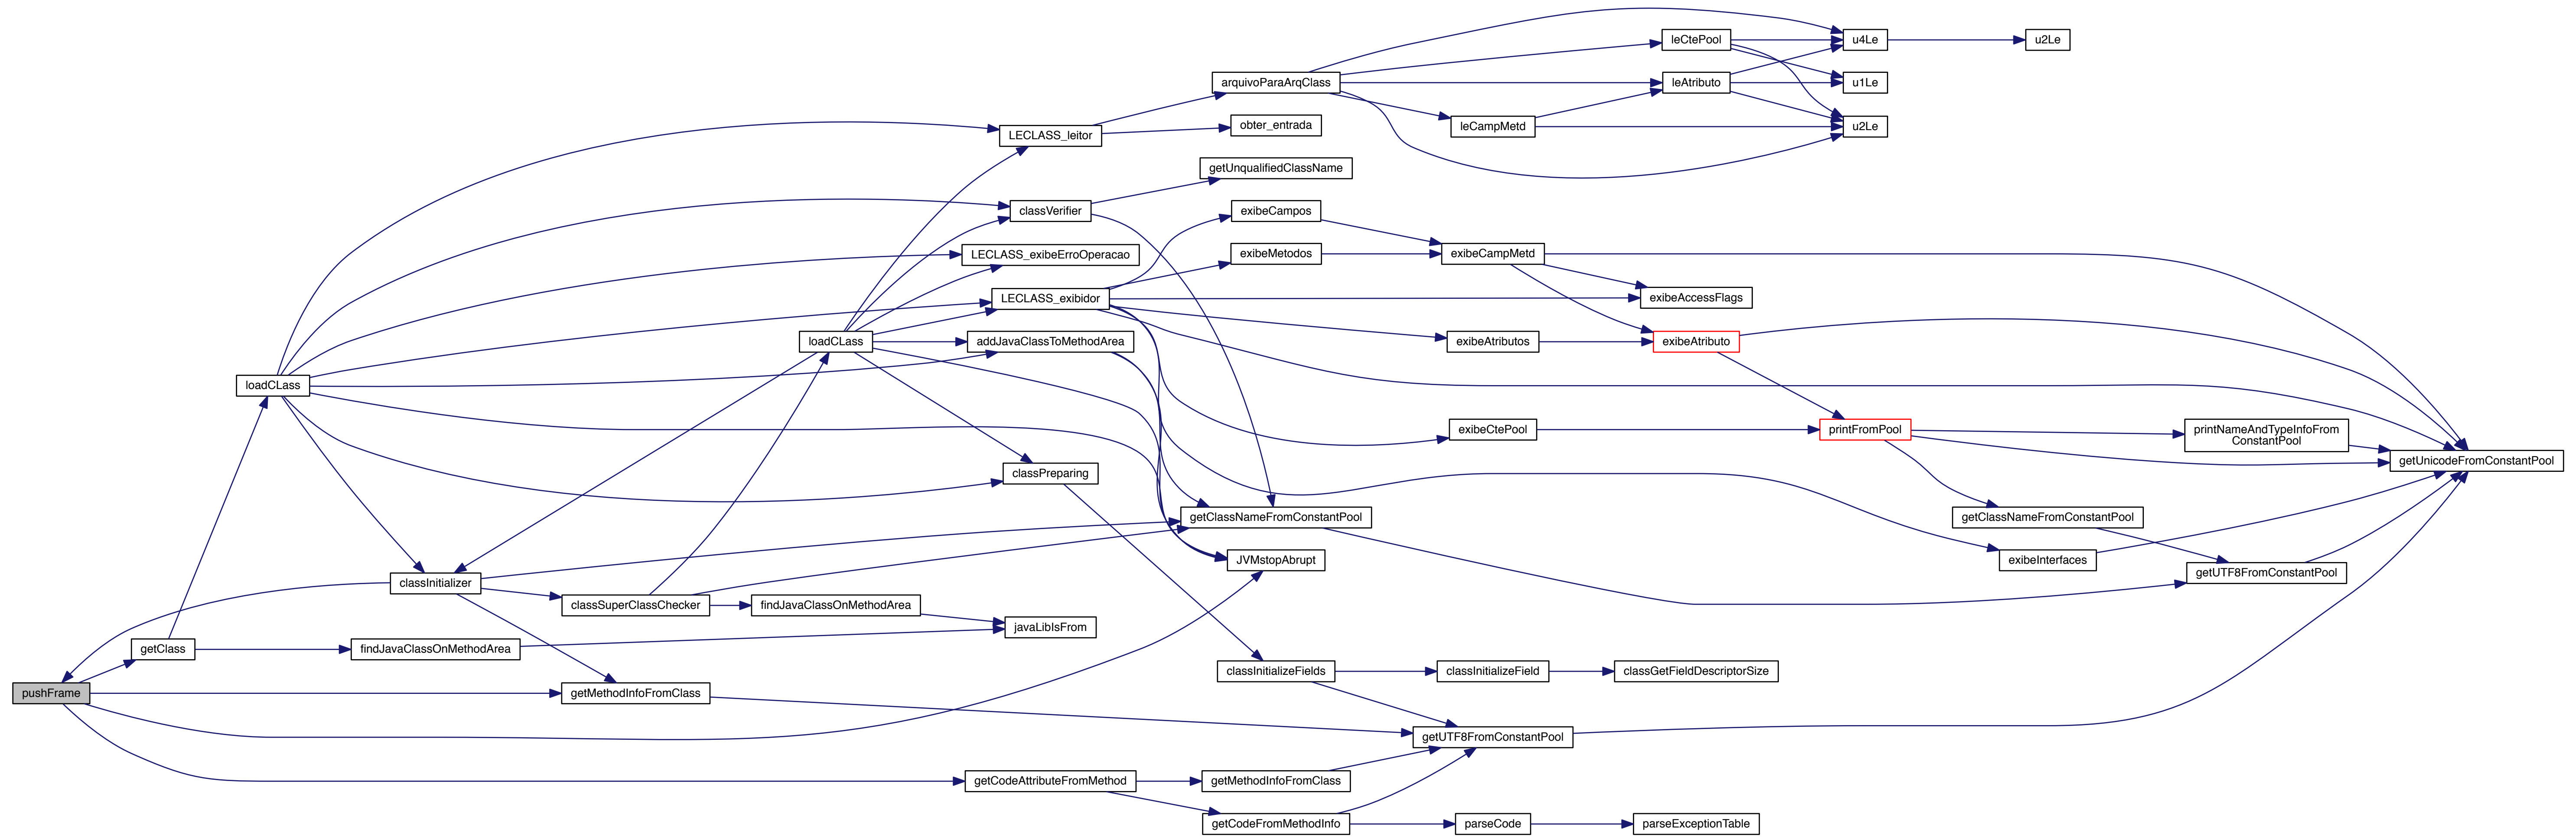 leCtePool
u4Le
u2Le
arquivoParaArqClass
leAtributo
u1Le
LECLASS_leitor
obter_entrada
leCampMetd
u2Le
getUnqualifiedClassName
classVerifier
exibeCampos
LECLASS_exibeErroOperacao
exibeMetodos
exibeCampMetd
LECLASS_exibidor
exibeAccessFlags
loadCLass
addJavaClassToMethodArea
exibeAtributos
exibeAtributo
loadCLass
exibeCtePool
printFromPool
printNameAndTypeInfoFrom
ConstantPool
getUnicodeFromConstantPool
classPreparing
getClassNameFromConstantPool
getClassNameFromConstantPool
JVMstopAbrupt
exibeInterfaces
classInitializer
getUTF8FromConstantPool
classSuperClassChecker
findJavaClassOnMethodArea
javaLibIsFrom
getClass
findJavaClassOnMethodArea
classInitializeFields
classInitializeField
classGetFieldDescriptorSize
pushFrame
getMethodInfoFromClass
getUTF8FromConstantPool
getCodeAttributeFromMethod
getMethodInfoFromClass
getCodeFromMethodInfo
parseCode
parseExceptionTable